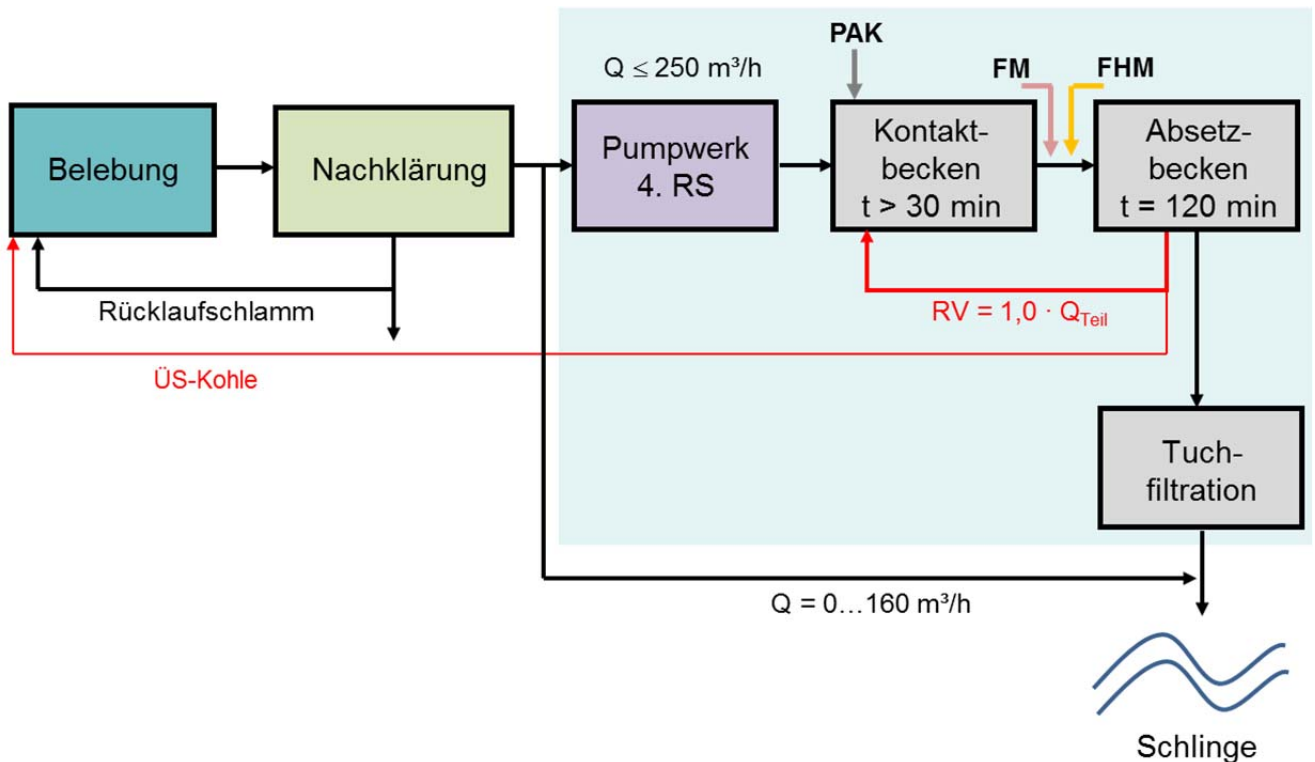 PAK
Q ≤ 250 m³/h
FM
FHM
Belebung
Nachklärung
Pumpwerk
4. RS
Kontakt-
becken
t > 30 min
Absetz-
becken
t = 120 min
Rücklaufschlamm
RV = 1,0 · QTeil
ÜS-Kohle
Tuch-
filtration
Q = 0…160 m³/h
Schlinge